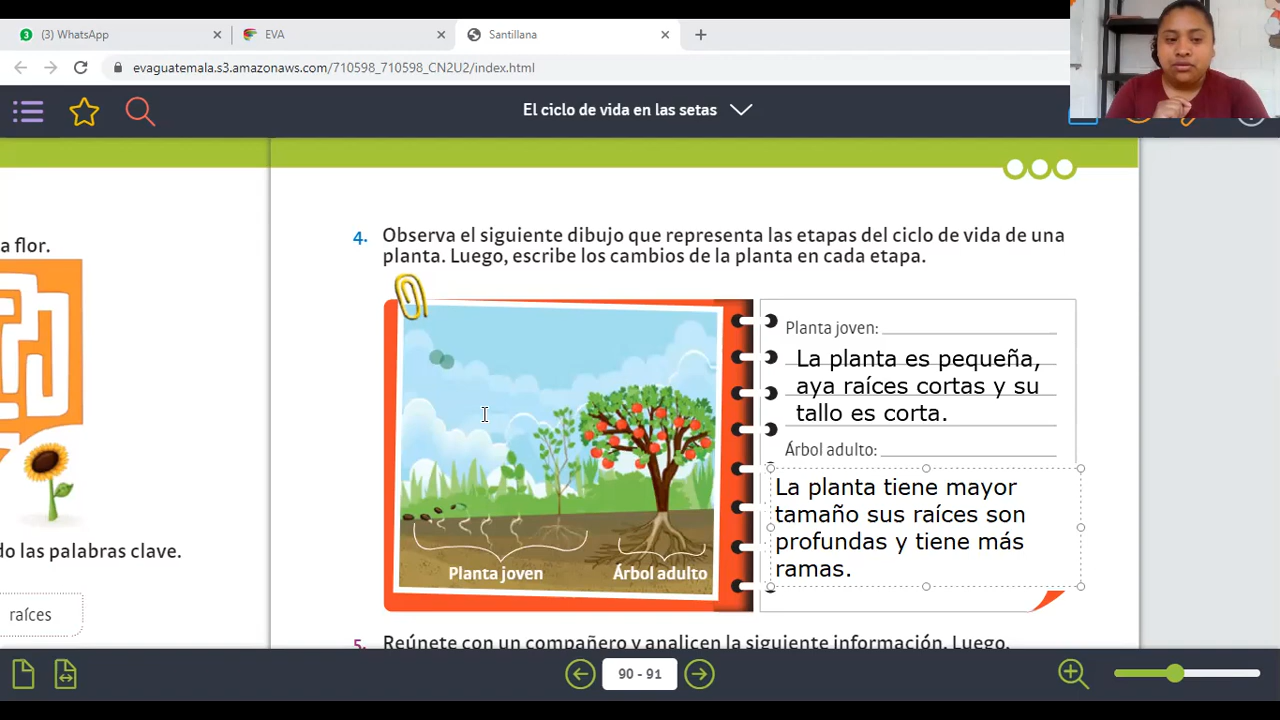 (3) WhatsApp
EVA
Santillana
evaguatemala.s3.amazonaws.com/710598_710598_CN2U2/index.html
El ciclo de vida en las setas
a flor.
do las palabras clave.
raíces
4. Observa el siguiente dibujo que representa las etapas del ciclo de vida de una
planta. Luego, escribe los cambios de la planta en cada etapa.
Planta joven
Árbol adulto
Planta joven:
La planta es pequeña,
aya raíces cortas y su
tallo es corta.
Árbol adulto:
La planta tiene mayor
tamaño sus raíces son
profundas y tiene más
ramas.
5. Reúnete con un compañero y analicen la siguiente información. Luego,
90 - 91